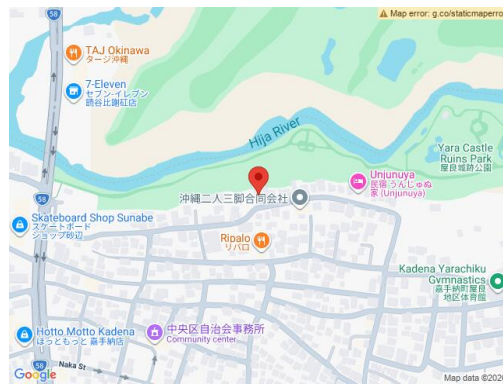 58
Map error: g.co/staticmaperro
TAJ Okinawa
タージ沖縄
7-Eleven
セブン-イレブン
読谷比謝矼店
Hija River
Yara Castle
Ruins Park
屋良城跡公園
Unjunuya
民宿 うんじゅぬ
家 (Unjunuya)
沖縄二人三脚合同会社
58
Skateboard Shop Sunabe
スケートボード
ショップ砂辺
Ripalo
リパロ
Kadena Yarachiku
Gymnastics
嘉手納町屋良
地区体育館
Hotto Motto Kadena
ほっともっと 嘉手納店
中央区自治会事務所
Community center
58
Naka St
Google
Map data ©202